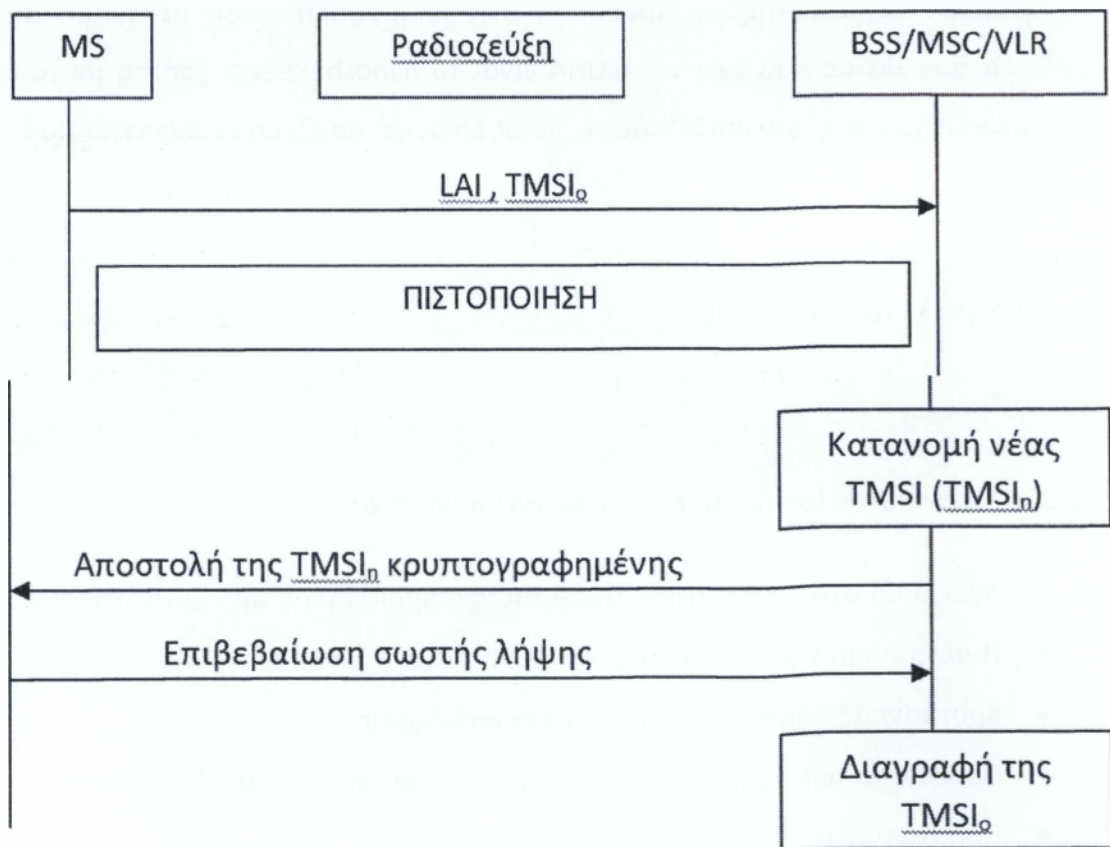 MS
Ραδιοζεύξη
BSS/MSC/VLR
LAI , TMSIₒ
ΠΙΣΤΟΠΟΙΗΣΗ
Κατανομή νέας
TMSI (TMSIₙ)
Αποστολή της TMSIₙ κρυπτογραφημένης
Επιβεβαίωση σωστής λήψης
Διαγραφή της
TMSIₒ